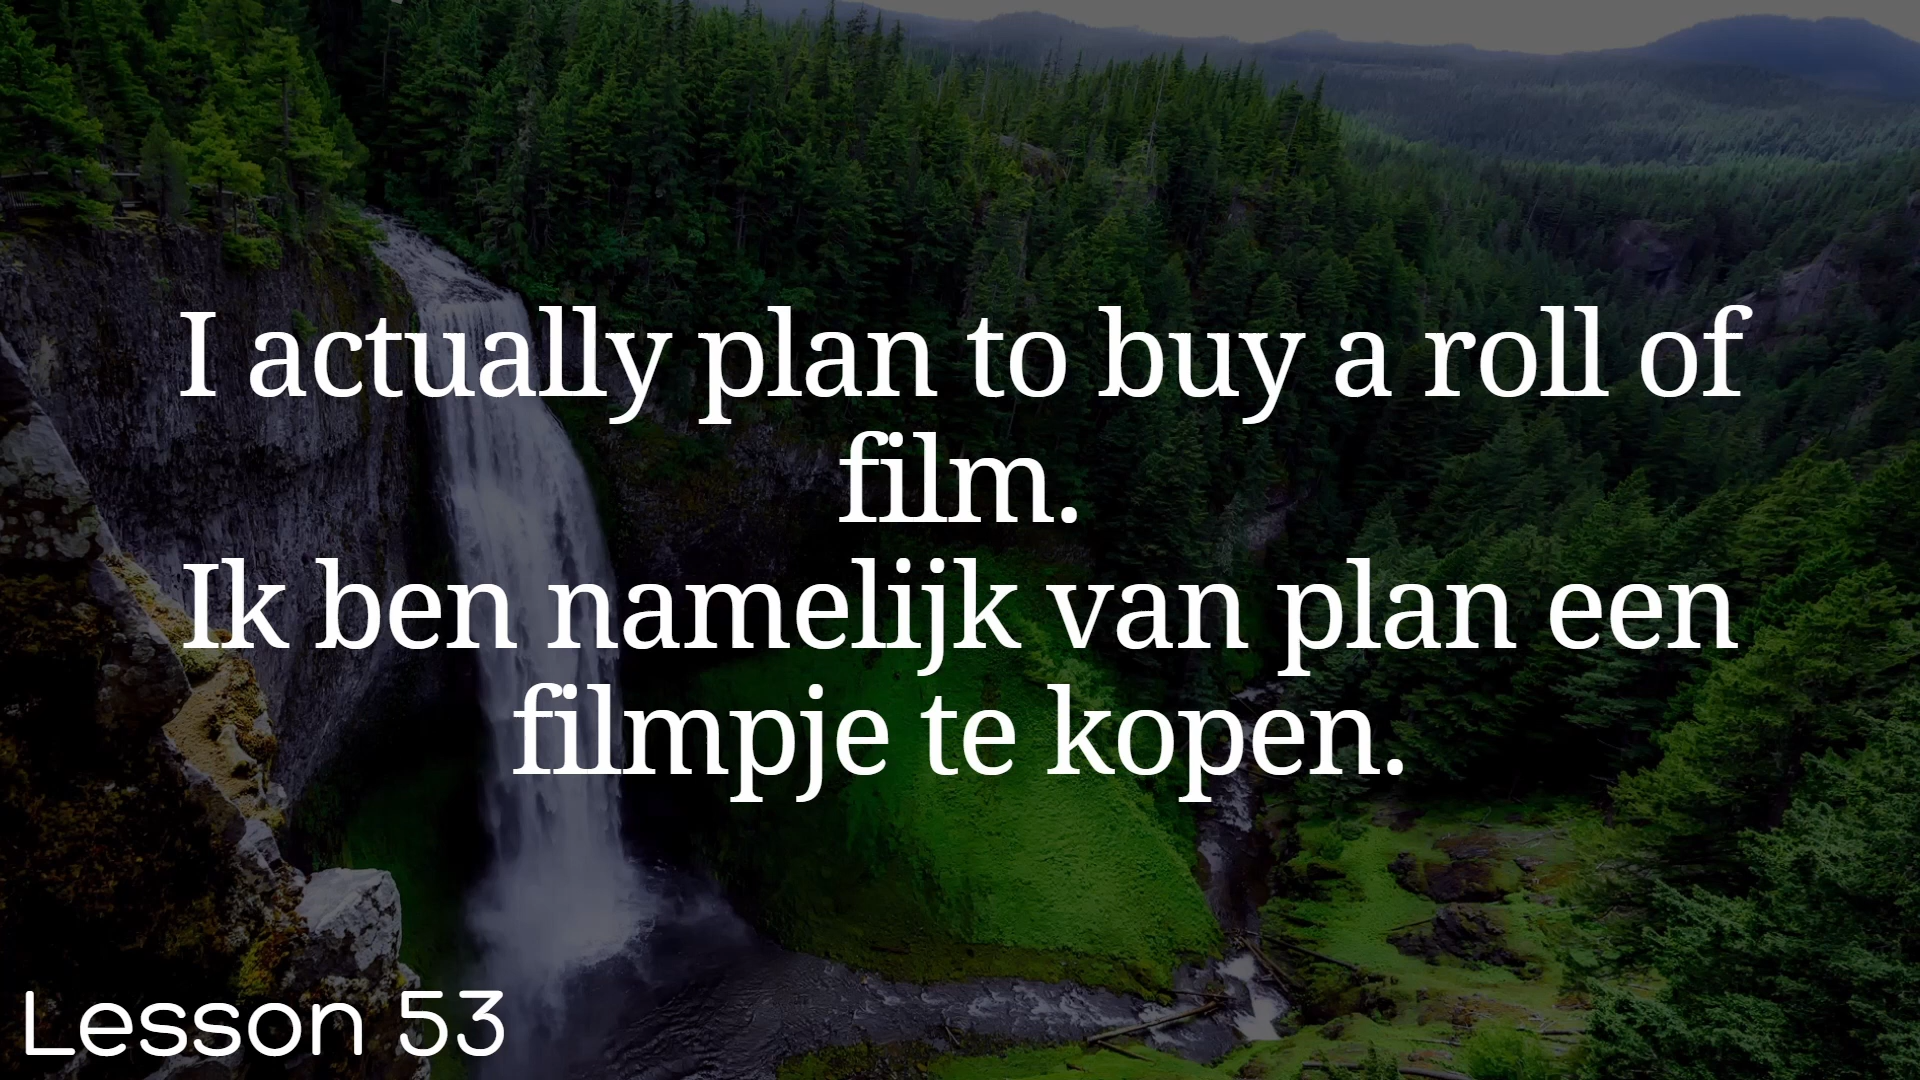 I actually plan to buy a roll of
film.
Ik ben namelijk van plan een
filmpje te kopen.
Lesson 53